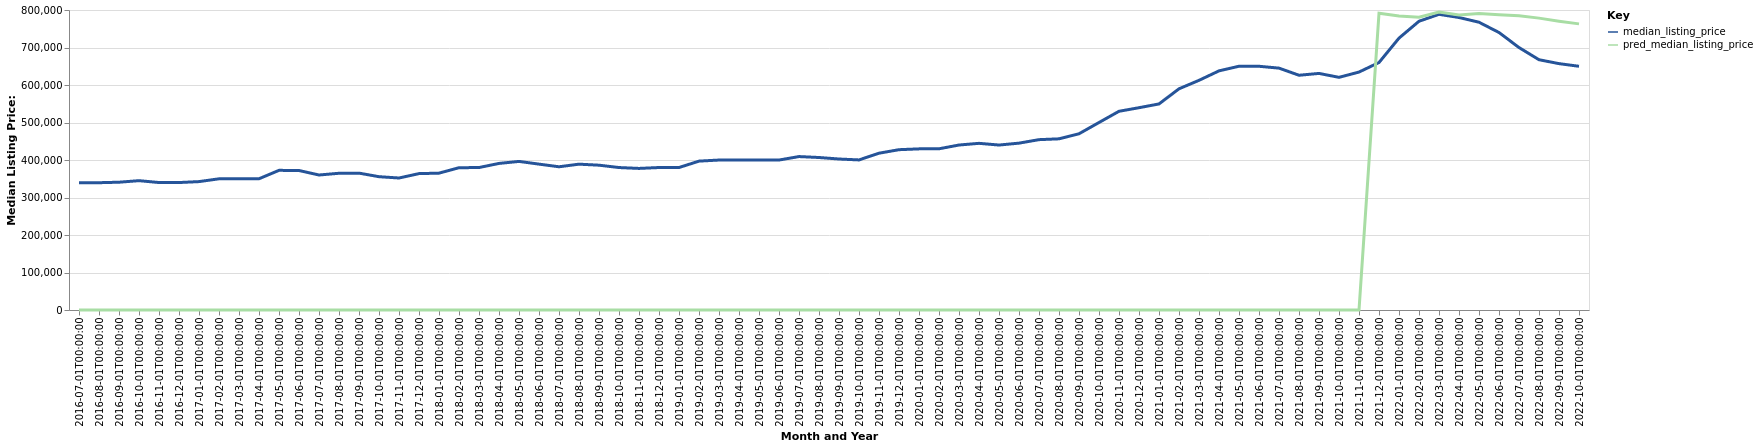 800,000
700,000
600,000
500,000
400,000
300,000
200,000
100,000
0
Median Listing Price:
2016-07-01T00:00:00
2016-08-01T00:00:00
2016-09-01T00:00:00
2016-10-01T00:00:00
2016-11-01T00:00:00
2016-12-01T00:00:00
2017-01-01T00:00:00
2017-02-01T00:00:00
2017-03-01T00:00:00
2017-04-01T00:00:00
2017-05-01T00:00:00
2017-06-01T00:00:00
2017-07-01T00:00:00
2017-08-01T00:00:00
2017-09-01T00:00:00
2017-10-01T00:00:00
2017-11-01T00:00:00
2017-12-01T00:00:00
2018-01-01T00:00:00
2018-02-01T00:00:00
2018-03-01T00:00:00
2018-04-01T00:00:00
2018-05-01T00:00:00
2018-06-01T00:00:00
2018-07-01T00:00:00
2018-08-01T00:00:00
2018-09-01T00:00:00
2018-10-01T00:00:00
2018-11-01T00:00:00
2018-12-01T00:00:00
2019-01-01T00:00:00
2019-02-01T00:00:00
2019-03-01T00:00:00
2019-04-01T00:00:00
2019-05-01T00:00:00
2019-06-01T00:00:00
2019-07-01T00:00:00
2019-08-01T00:00:00
2019-09-01T00:00:00
2019-10-01T00:00:00
2019-11-01T00:00:00
2019-12-01T00:00:00
2020-01-01T00:00:00
2020-02-01T00:00:00
2020-03-01T00:00:00
2020-04-01T00:00:00
2020-05-01T00:00:00
2020-06-01T00:00:00
2020-07-01T00:00:00
2020-08-01T00:00:00
2020-09-01T00:00:00
2020-10-01T00:00:00
2020-11-01T00:00:00
2020-12-01T00:00:00
2021-01-01T00:00:00
2021-02-01T00:00:00
2021-03-01T00:00:00
2021-04-01T00:00:00
2021-05-01T00:00:00
2021-06-01T00:00:00
2021-07-01T00:00:00
2021-08-01T00:00:00
2021-09-01T00:00:00
2021-10-01T00:00:00
2021-11-01T00:00:00
2021-12-01T00:00:00
2022-01-01T00:00:00
2022-02-01T00:00:00
2022-03-01T00:00:00
2022-04-01T00:00:00
2022-05-01T00:00:00
2022-06-01T00:00:00
2022-07-01T00:00:00
2022-08-01T00:00:00
2022-09-01T00:00:00
2022-10-01T00:00:00
Month and Year
Key
median_listing_price
pred_median_listing_price